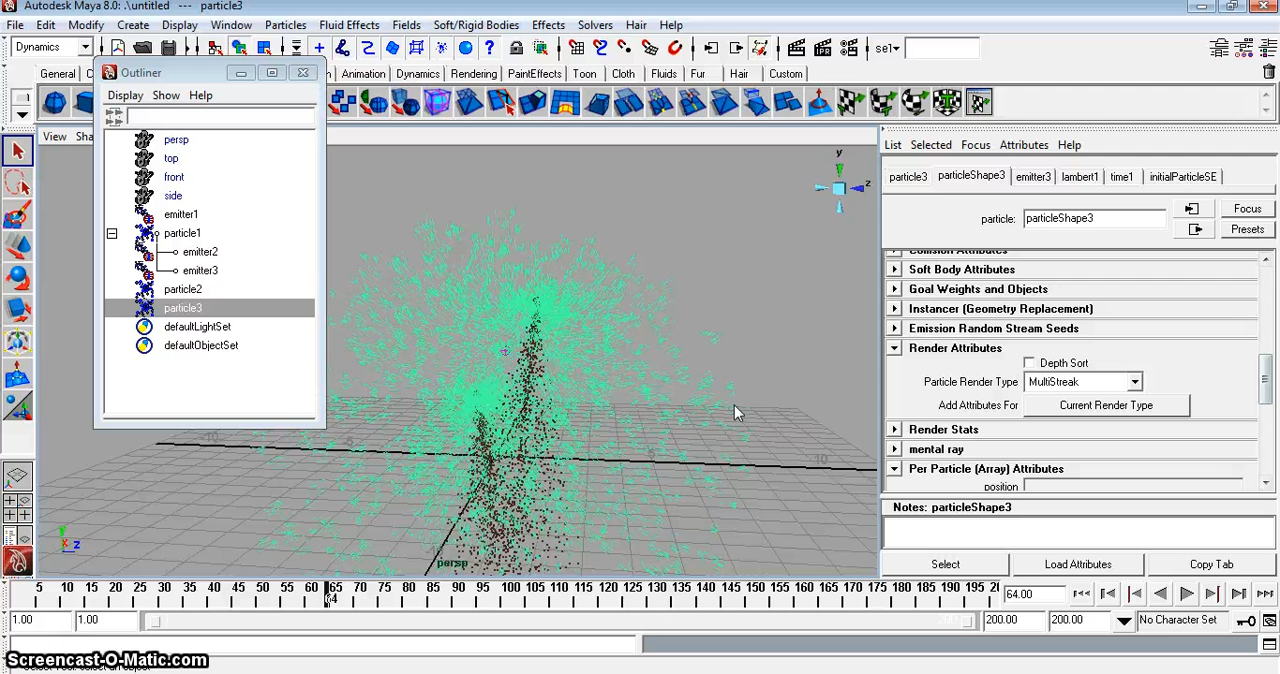 Autodesk Maya 8.0: .\untitled --- particle3
File Edit Modify Create Display Window Particles Fluid Effects Fields Soft/Rigid Bodies Effects Solvers Hair Help
Dynamics
sel
Outliner
General
Animation Dynamics Rendering PaintEffects Toon Cloth Fluids Fur Hair Custom
Display Show Help
View
persp
top
front
side
emitter1
particle1
emitter2
emitter3
particle2
particle3
defaultLightSet
defaultObjectSet
y
z
10
5
5
10
persp
y
x z
List Selected Focus Attributes Help
particle3 particleShape3 emitter3 lambert1 time1 initialParticleSE
particle: particleShape3
Focus
Presets
Soft Body Attributes
Goal Weights and Objects
Instancer (Geometry Replacement)
Emission Random Stream Seeds
Render Attributes
Depth Sort
Particle Render Type MultiStreak
Add Attributes For Current Render Type
Render Stats
mental ray
Per Particle (Array) Attributes
position
Notes: particleShape3
Select Load Attributes Copy Tab
5 10 15 20 25 30 35 40 45 50 55 60 65 70 75 80 85 90 95 100 105 110 115 120 125 130 135 140 145 150 155 160 165 170 175 180 185 190 195
64
64.00
1.00 1.00 200.00 200.00 No Character Set
Screencast-O-Matic.com